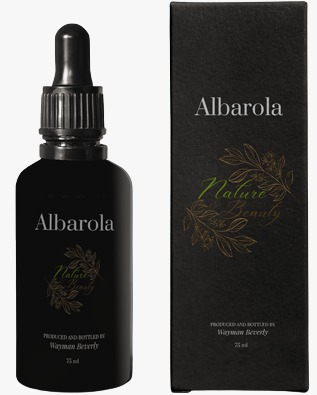 Albarola
Nature
Beauty
PRODUCED AND BOTTLED BY
Wayman Beverly
75 ml
Albarola
Nature
Beauty
PRODUCED AND BOTTLED BY
Wayman Beverly
75 ml